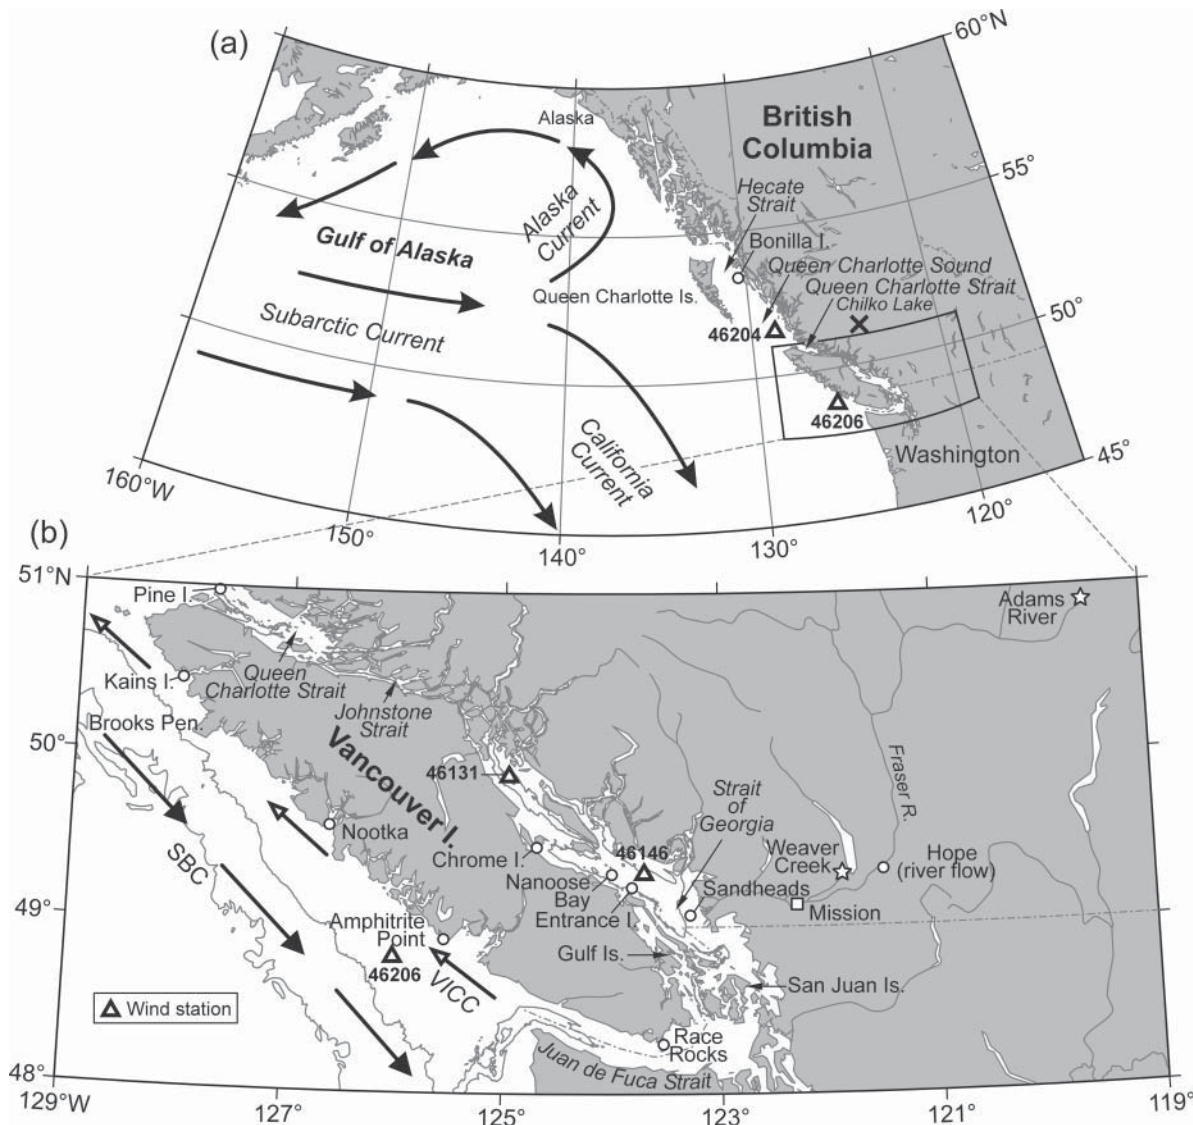 (a)
60°N
Alaska
British
Columbia
55°
Hecate
Strait
Alaska
Current
Bonilla I.
Gulf of Alaska
Queen Charlotte Sound
Queen Charlotte Strait
Queen Charlotte Is.
Chilko Lake
50°
Subarctic Current
46204
46206
California
Current
Washington
45°
160°W
150°
140°
130°
120°
(b)
51°N
Pine I.
Adams
River
Queen
Charlotte Strait
Kains I.
Johnstone
Strait
Brooks Pen.
50°
Vancouver I.
46131
Fraser R.
Strait
of
Georgia
Nootka
SBC
Chrome I.
46146
Weaver
Creek
Hope
(river flow)
Nanoose
Bay
Sandheads
Entrance I.
Mission
49°
Amphitrite
Point
46206
Gulf Is.
VICC
San Juan Is.
Wind station
Race
Rocks
Juan de Fuca Strait
48°
129°W
127°
125°
123°
121°
119°